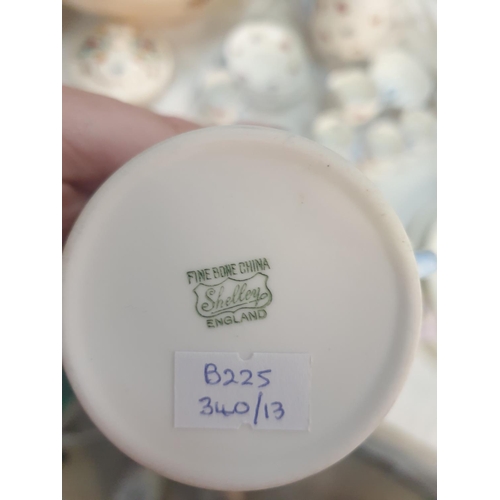 FINE BONE CHINA
Shelley
ENGLAND
B225
340/13